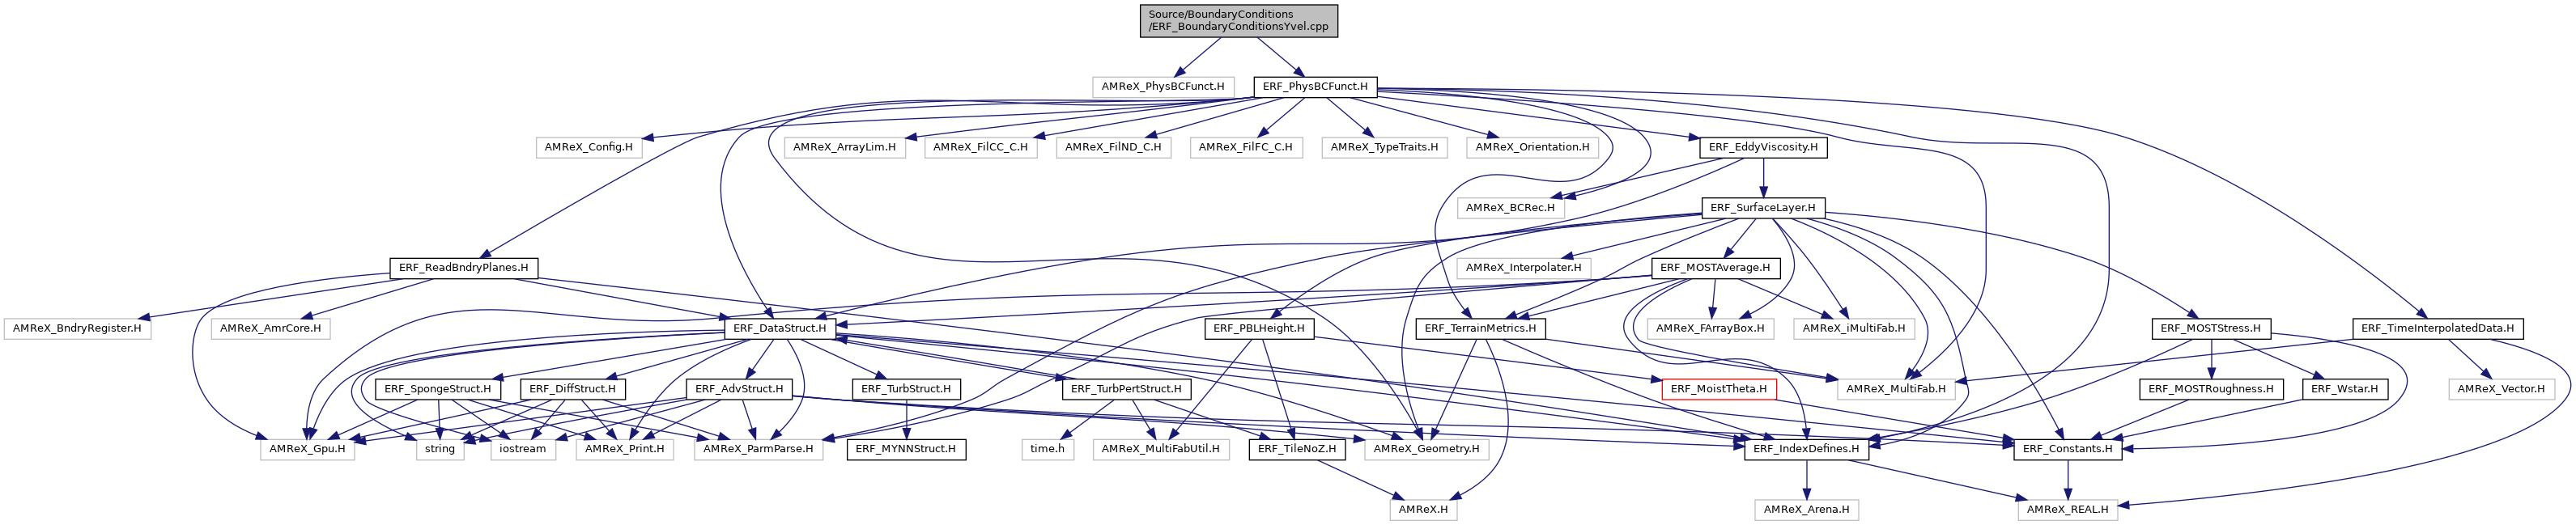 Source/BoundaryConditions
/ERF_BoundaryConditionsYvel.cpp
AMReX_PhysBCFunct.H
ERF_PhysBCFunct.H
AMReX_Config.H
AMReX_ArrayLim.H
AMReX_FilCC_C.H
AMReX_FilND_C.H
AMReX_FilFC_C.H
AMReX_TypeTraits.H
AMReX_Orientation.H
ERF_EddyViscosity.H
AMReX_BCRec.H
ERF_SurfaceLayer.H
ERF_ReadBndryPlanes.H
AMReX_Interpolater.H
ERF_MOSTAverage.H
AMReX_BndryRegister.H
AMReX_AmrCore.H
ERF_DataStruct.H
ERF_PBLHeight.H
ERF_TerrainMetrics.H
AMReX_FArrayBox.H
AMReX_iMultiFab.H
ERF_MOSTStress.H
ERF_TimeInterpolatedData.H
ERF_SpongeStruct.H
ERF_DiffStruct.H
ERF_AdvStruct.H
ERF_TurbStruct.H
ERF_TurbPertStruct.H
ERF_MoistTheta.H
AMReX_MultiFab.H
ERF_MOSTRoughness.H
ERF_Wstar.H
AMReX_Vector.H
AMReX_Gpu.H
string
iostream
AMReX_Print.H
AMReX_ParmParse.H
ERF_MYNNStruct.H
time.h
AMReX_MultiFabUtil.H
ERF_TileNoZ.H
AMReX_Geometry.H
ERF_IndexDefines.H
ERF_Constants.H
AMReX.H
AMReX_Arena.H
AMReX_REAL.H